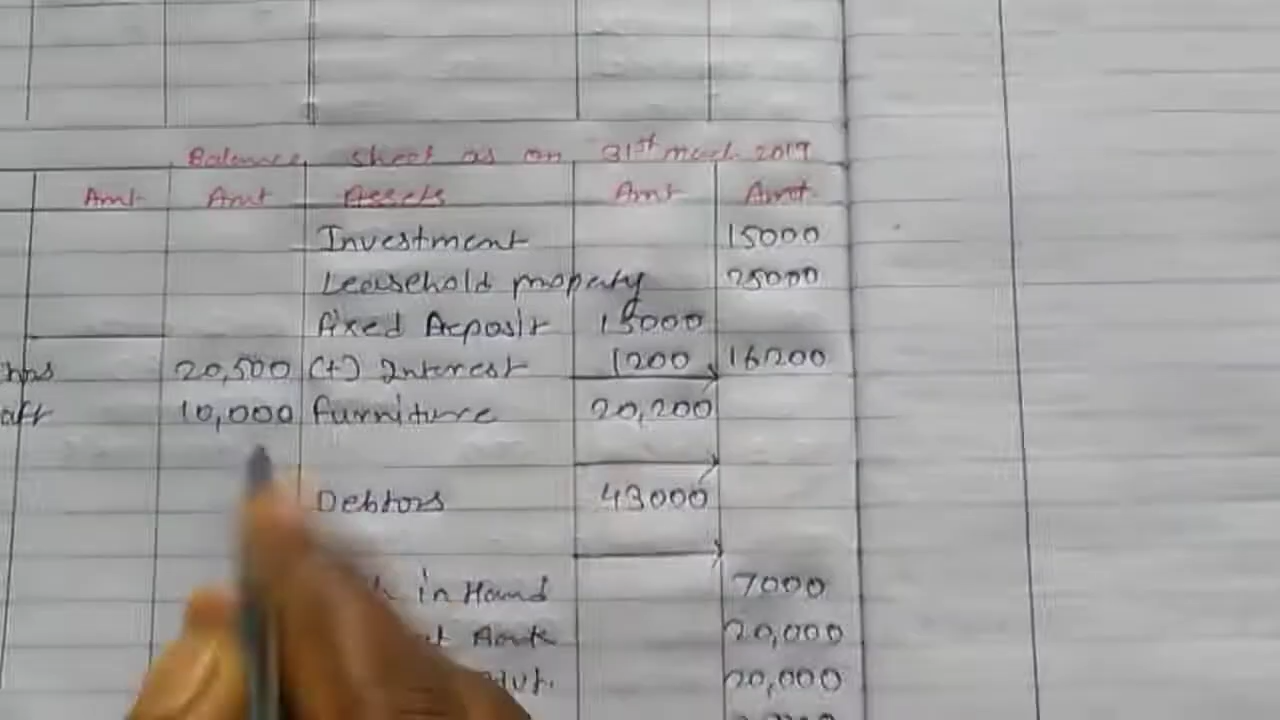 Balance sheet as on 31st march 2019
Amt Amt Assets Amt Amt
Investment 15000
Leasehold property 25000
Fixed Deposit 15000
20,500 (+) Interest 1200 16200
10,000 furniture 20,200
Debtors 43000
in Hand 7000
20,000
20,000